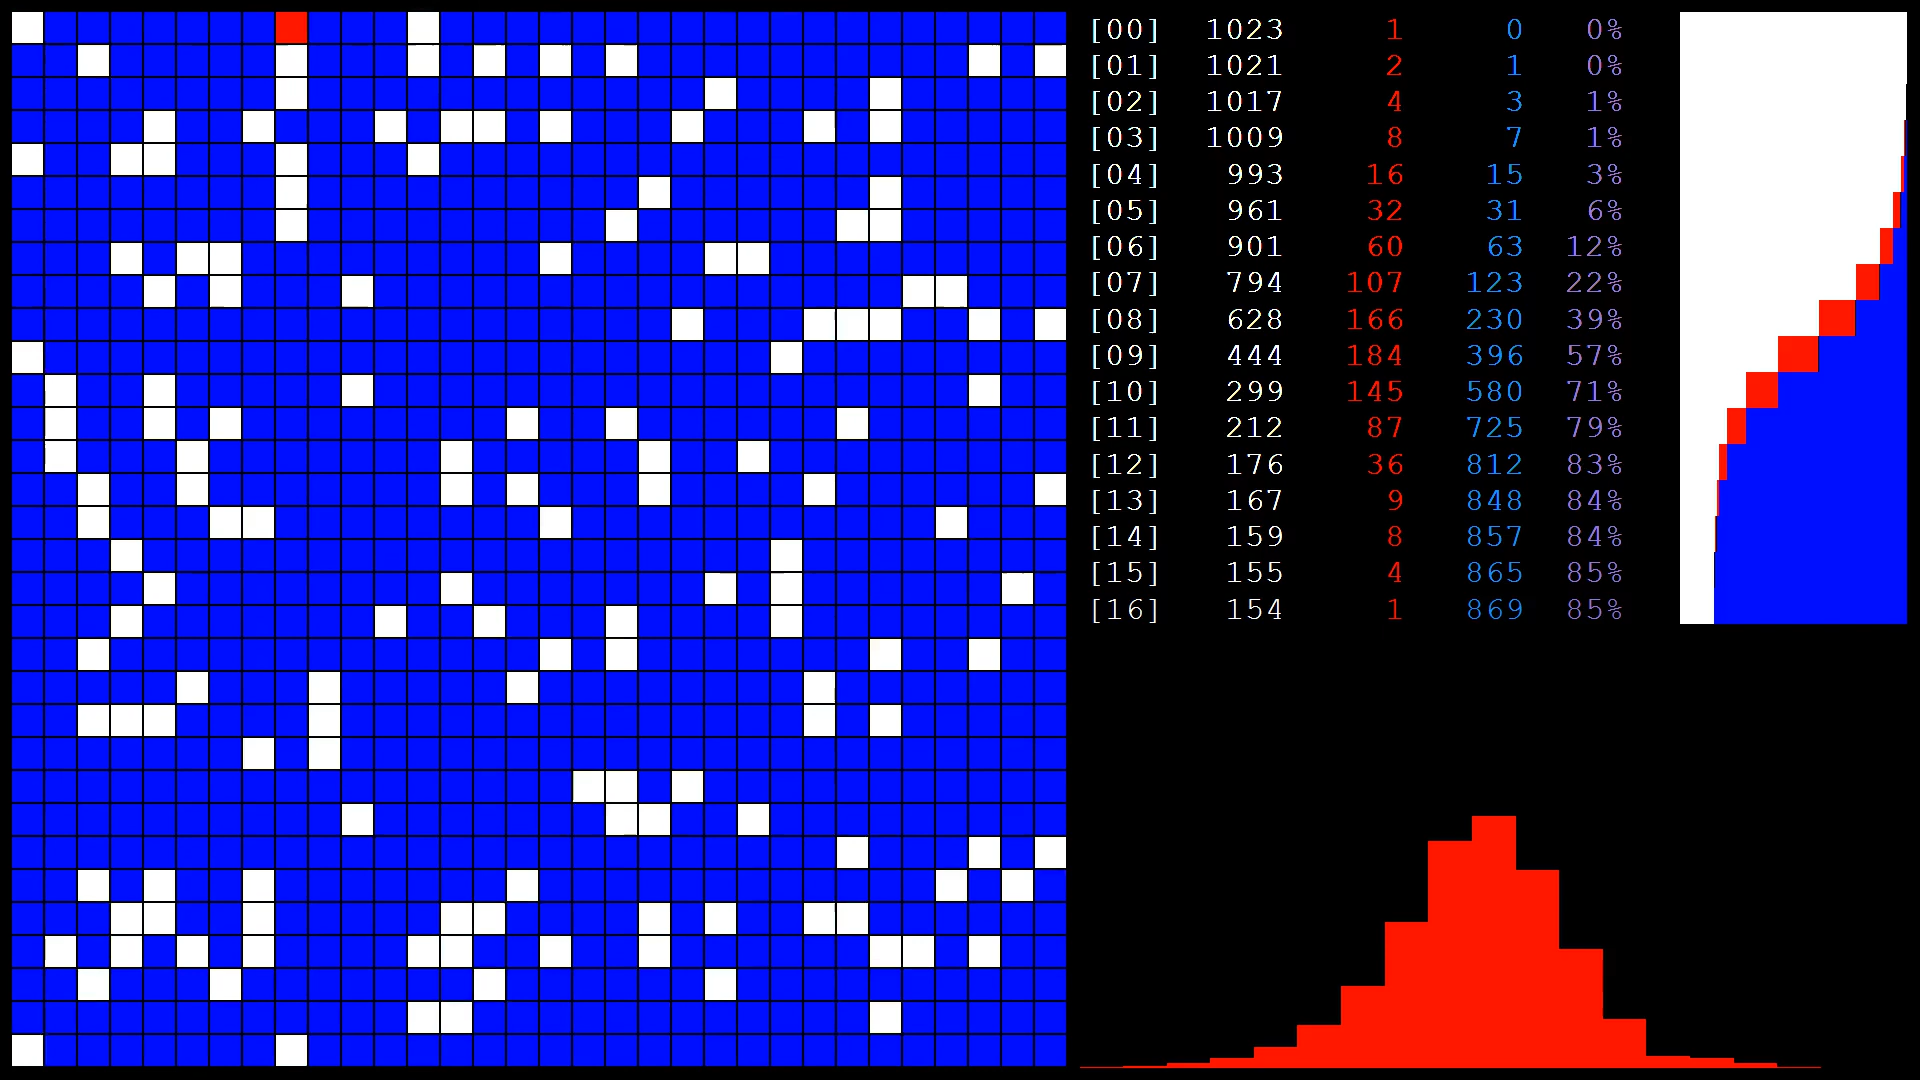 [00] 1023 1 0 0%
[01] 1021 2 1 0%
[02] 1017 4 3 1%
[03] 1009 8 7 1%
[04] 993 16 15 3%
[05] 961 32 31 6%
[06] 901 60 63 12%
[07] 794 107 123 22%
[08] 628 166 230 39%
[09] 444 184 396 57%
[10] 299 145 580 71%
[11] 212 87 725 79%
[12] 176 36 812 83%
[13] 167 9 848 84%
[14] 159 8 857 84%
[15] 155 4 865 85%
[16] 154 1 869 85%